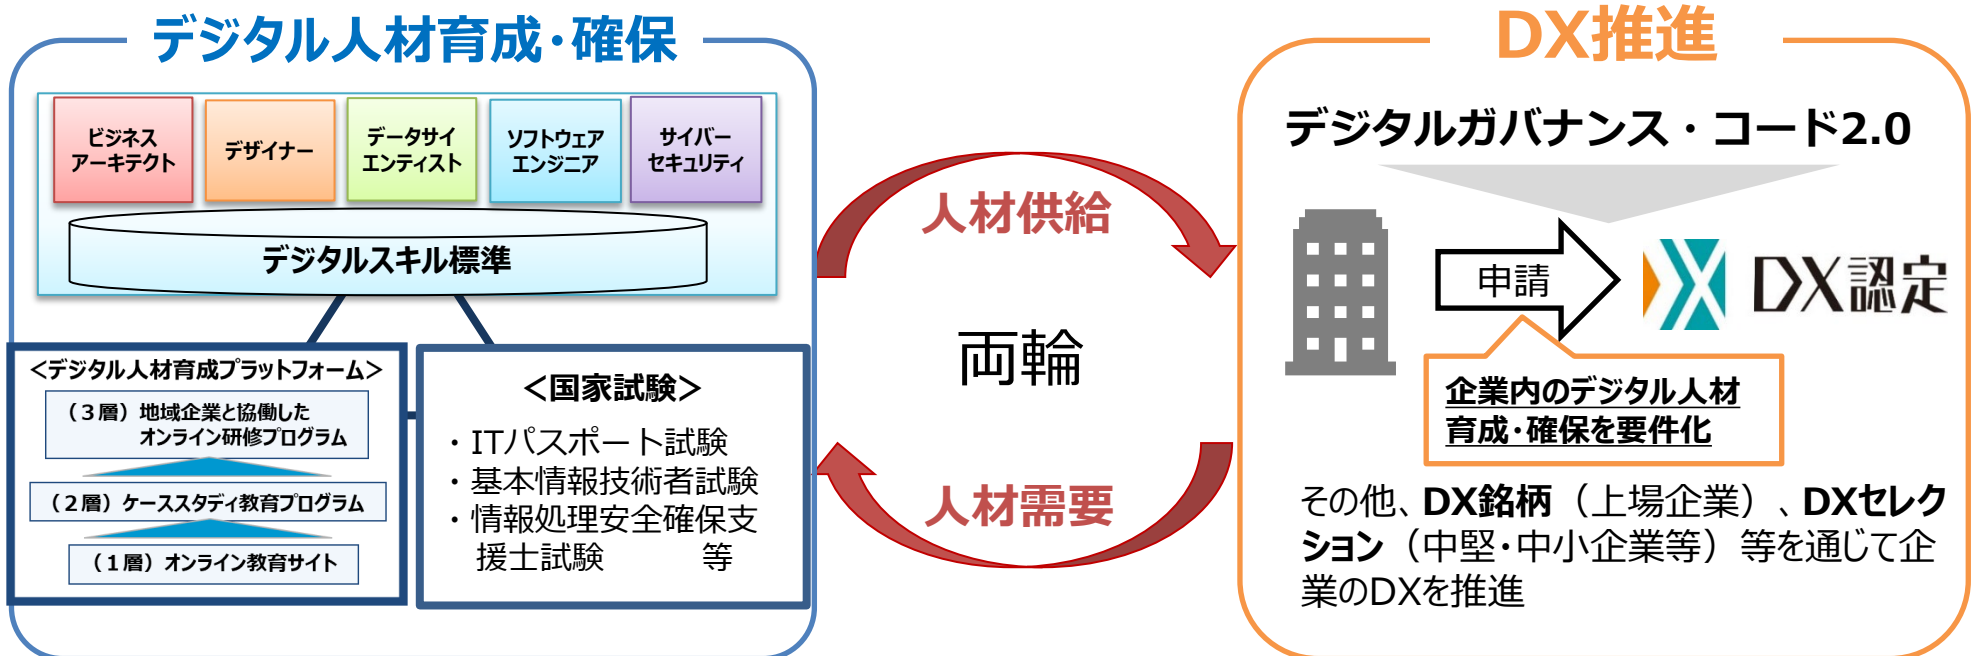 デジタル人材育成･確保
ビジネス
アーキテクト
デザイナー
データサイ
エンティスト
ソフトウェア
エンジニア
サイバー
セキュリティ
デジタルスキル標準
<デジタル人材育成プラットフォーム>
（３層）地域企業と協働した
オンライン研修プログラム
（２層）ケーススタディ教育プログラム
（１層）オンライン教育サイト
<国家試験>
・ITパスポート試験
・基本情報技術者試験
・情報処理安全確保支
援士試験　　　等
人材供給
両輪
人材需要
DX推進
デジタルガバナンス・コード2.0
申請
DX認定
企業内のデジタル人材
育成･確保を要件化
その他、DX銘柄（上場企業）、DXセレク
ション（中堅･中小企業等）等を通じて企
業のDXを推進